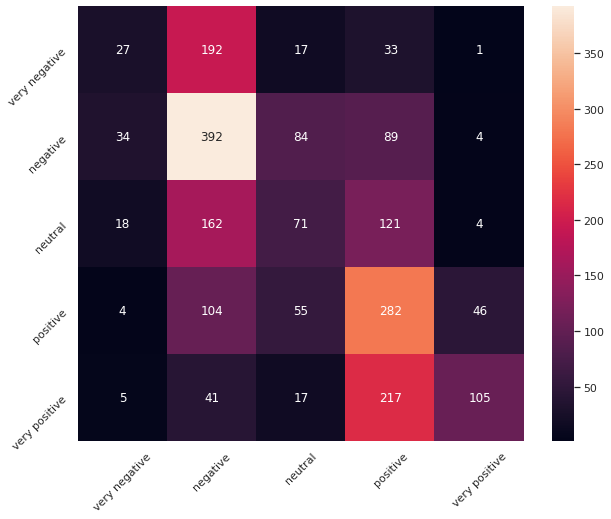 very negative 27 192 17 33 1
negative 34 392 84 89 4
neutral 18 162 71 121 4
positive 4 104 55 282 46
very positive 5 41 17 217 105
very negative negative neutral positive very positive
350
300
250
200
150
100
50